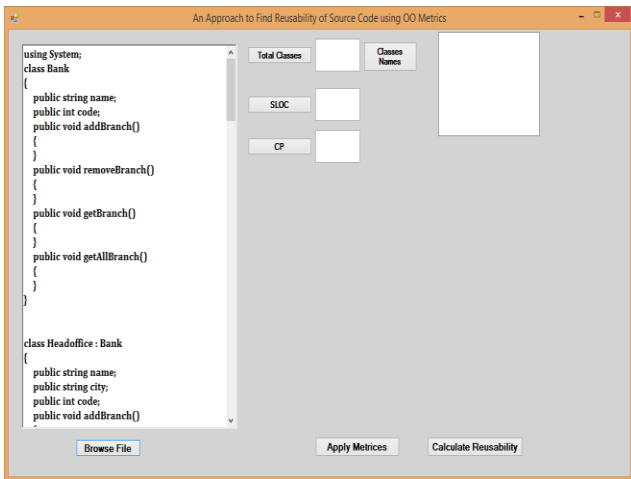 An Approach to Find Reusability of Source Code using OO Metrics
using System;
class Bank
{
public string name;
public int code;
public void addBranch()
{
}
public void removeBranch()
{
}
public void getBranch()
{
}
public void getAllBranch()
{
}
}
class Headoffice : Bank
{
public string name;
public string city;
public int code;
public void addBranch()
Total Classes
Classes
Names
SLOC
CP
Browse File
Apply Metrices
Calculate Reusability